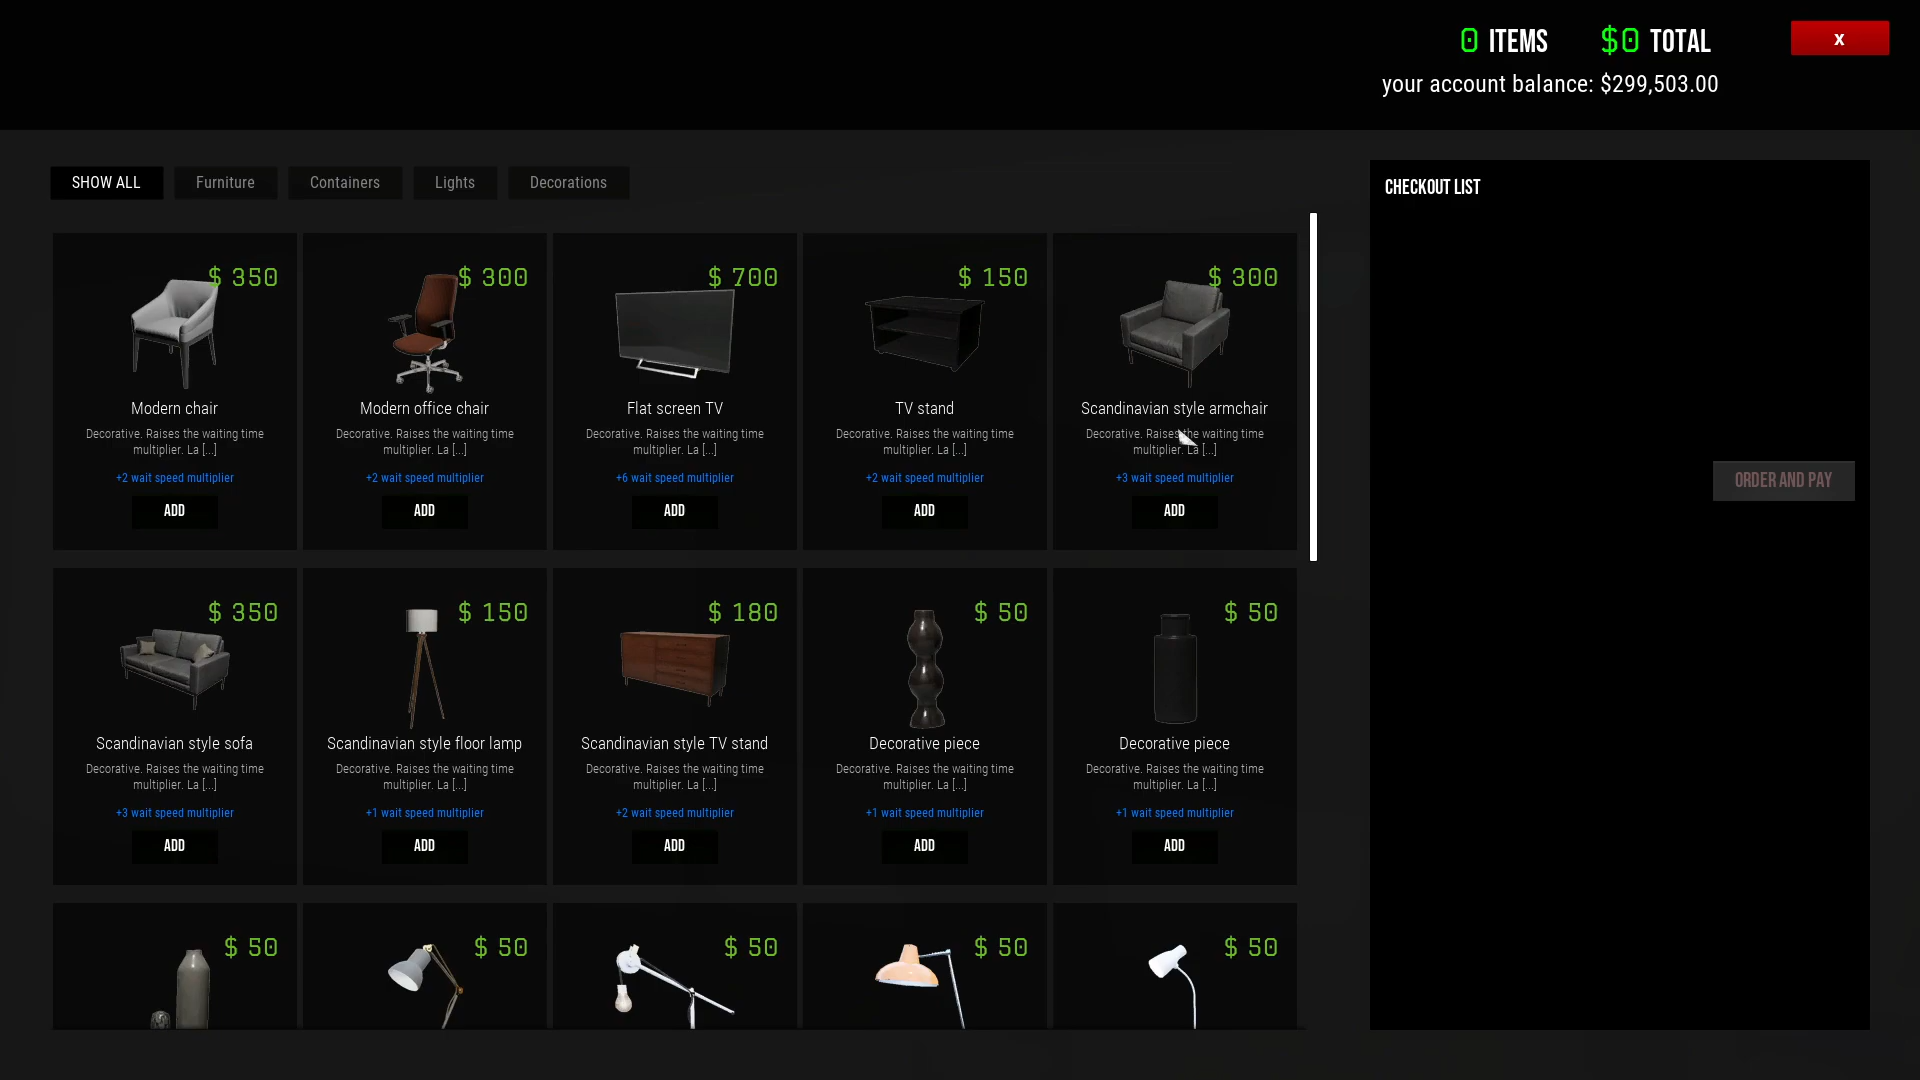 0 ITEMS $0 TOTAL
x
your account balance: $299,503.00
SHOW ALL Furniture Containers Lights Decorations
CHECKOUT LIST
$ 350
Modern chair
Decorative. Raises the waiting time
multiplier. La [...]
+2 wait speed multiplier
ADD
$ 300
Modern office chair
Decorative. Raises the waiting time
multiplier. La [...]
+2 wait speed multiplier
ADD
$ 700
Flat screen TV
Decorative. Raises the waiting time
multiplier. La [...]
+6 wait speed multiplier
ADD
$ 150
TV stand
Decorative. Raises the waiting time
multiplier. La [...]
+2 wait speed multiplier
ADD
$ 300
Scandinavian style armchair
Decorative. Raises the waiting time
multiplier. La [...]
+3 wait speed multiplier
ADD
ORDER AND PAY
$ 350
Scandinavian style sofa
Decorative. Raises the waiting time
multiplier. La [...]
+3 wait speed multiplier
ADD
$ 150
Scandinavian style floor lamp
Decorative. Raises the waiting time
multiplier. La [...]
+1 wait speed multiplier
ADD
$ 180
Scandinavian style TV stand
Decorative. Raises the waiting time
multiplier. La [...]
+2 wait speed multiplier
ADD
$ 50
Decorative piece
Decorative. Raises the waiting time
multiplier. La [...]
+1 wait speed multiplier
ADD
$ 50
Decorative piece
Decorative. Raises the waiting time
multiplier. La [...]
+1 wait speed multiplier
ADD
$ 50
$ 50
$ 50
$ 50
$ 50